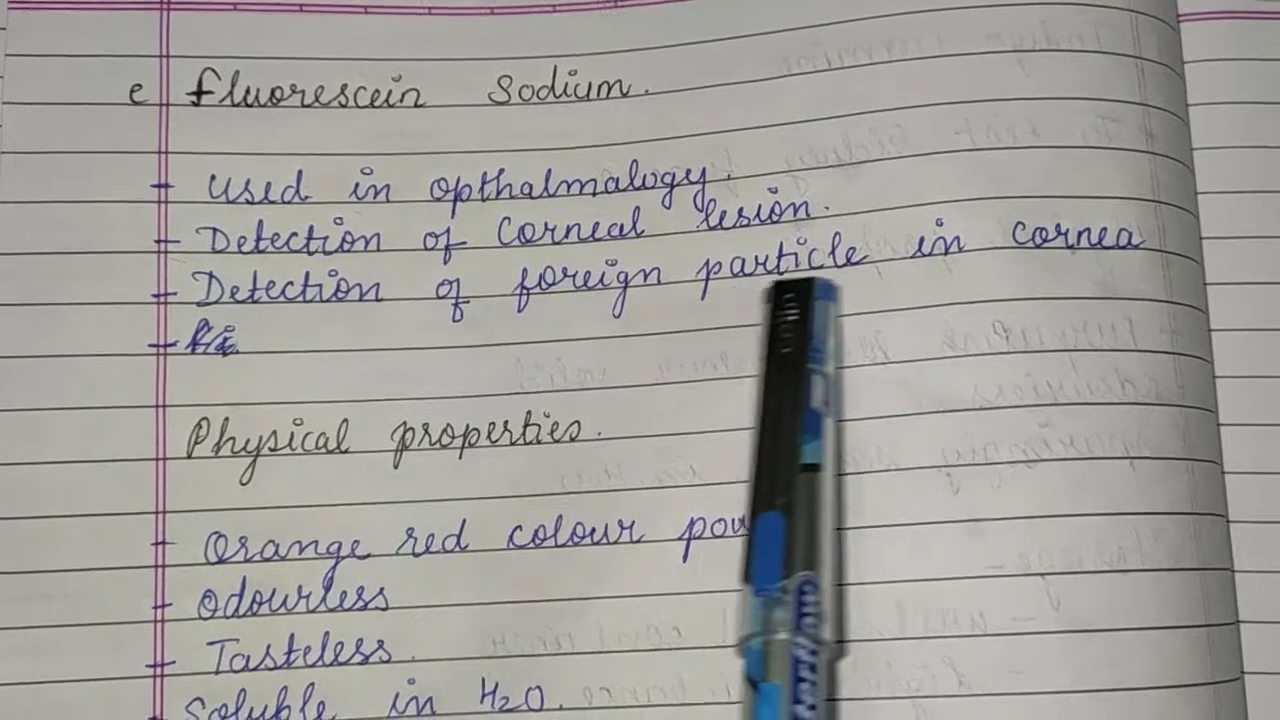 e fluorescein Sodium.
+ used in opthalmalogy.
+ Detection of Corneal lesion.
+ Detection of foreign particle in cornea
+
Physical properties.
+ Orange red colour pow
+ Odourless
+ Tasteless.
Soluble in H2O.